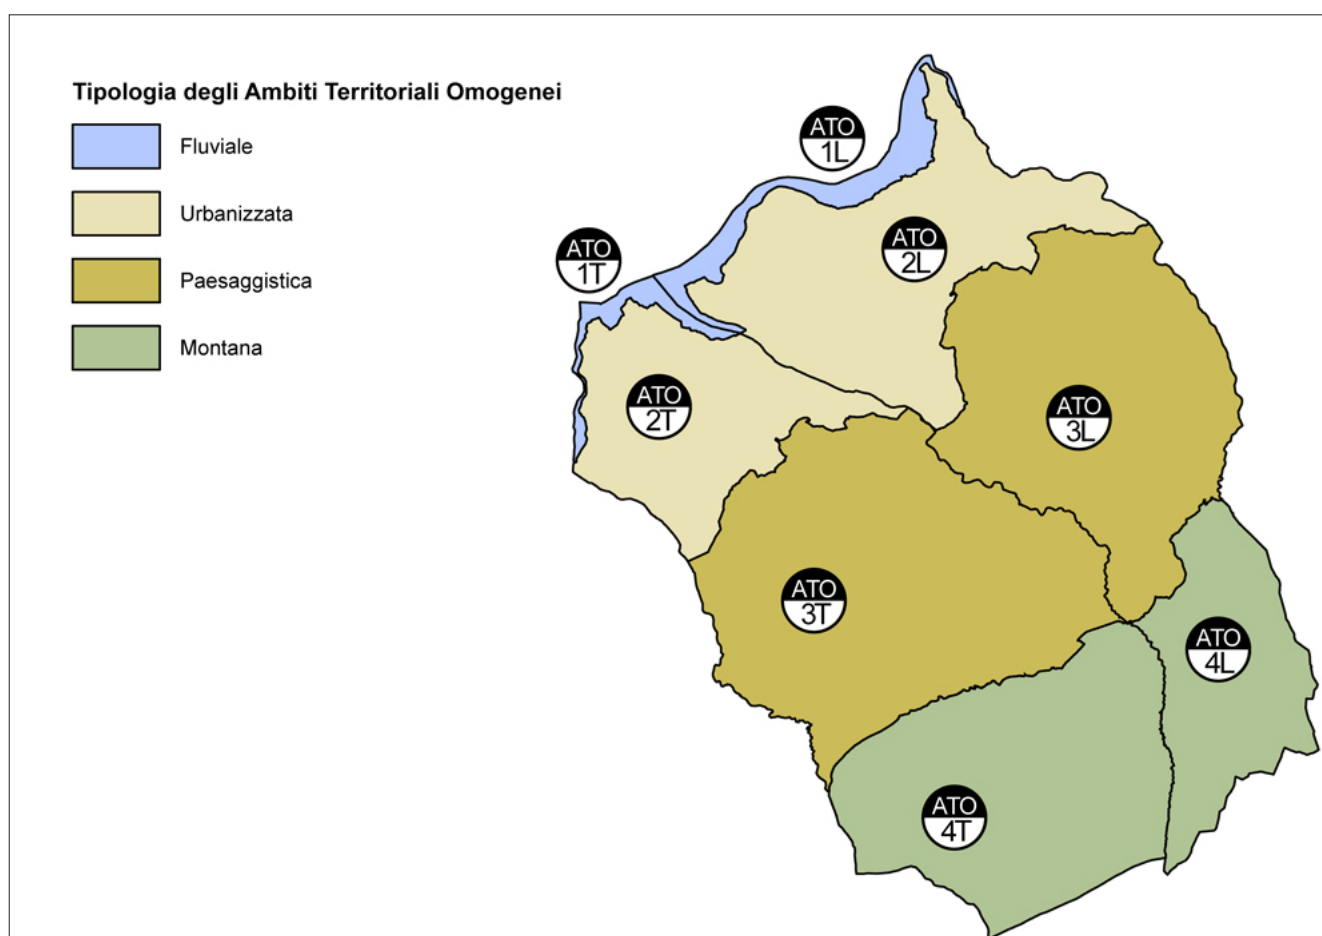 Tipologia degli Ambiti Territoriali Omogenei
Fluviale
Urbanizzata
Paesaggistica
Montana
ATO
1L
ATO
1T
ATO
2L
ATO
2T
ATO
3L
ATO
3T
ATO
4L
ATO
4T